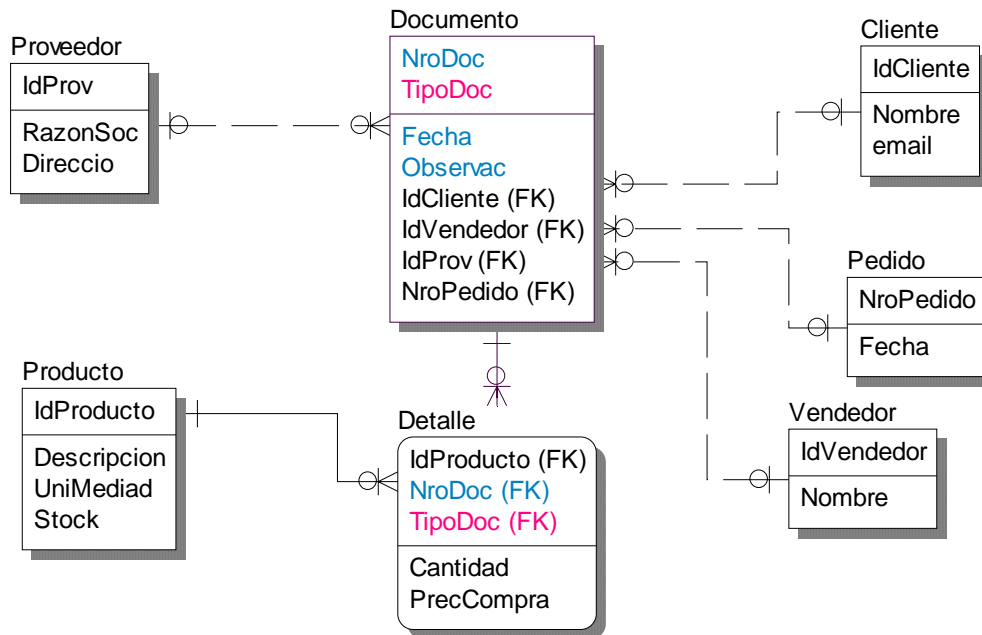 Proveedor
IdProv
RazonSoc
Direccio
Documento
NroDoc
TipoDoc
Fecha
Observac
IdCliente (FK)
IdVendedor (FK)
IdProv (FK)
NroPedido (FK)
Cliente
IdCliente
Nombre
email
Pedido
NroPedido
Fecha
Producto
IdProducto
Descripcion
UniMediad
Stock
Detalle
IdProducto (FK)
NroDoc (FK)
TipoDoc (FK)
Cantidad
PrecCompra
Vendedor
IdVendedor
Nombre